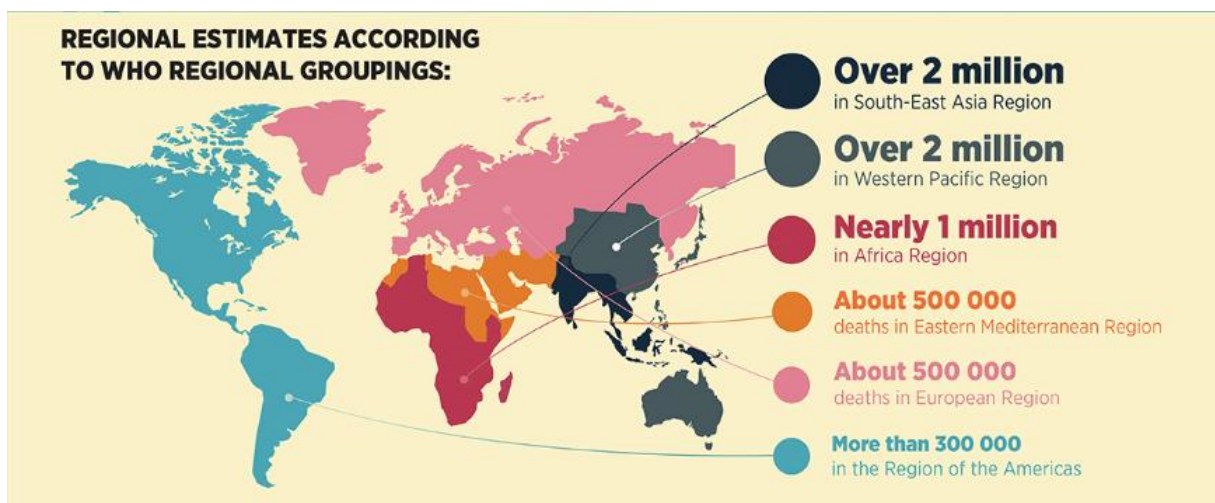 REGIONAL ESTIMATES ACCORDING
TO WHO REGIONAL GROUPINGS:
Over 2 million
in South-East Asia Region
Over 2 million
in Western Pacific Region
Nearly 1 million
in Africa Region
About 500 000
deaths in Eastern Mediterranean Region
About 500 000
deaths in European Region
More than 300 000
in the Region of the Americas